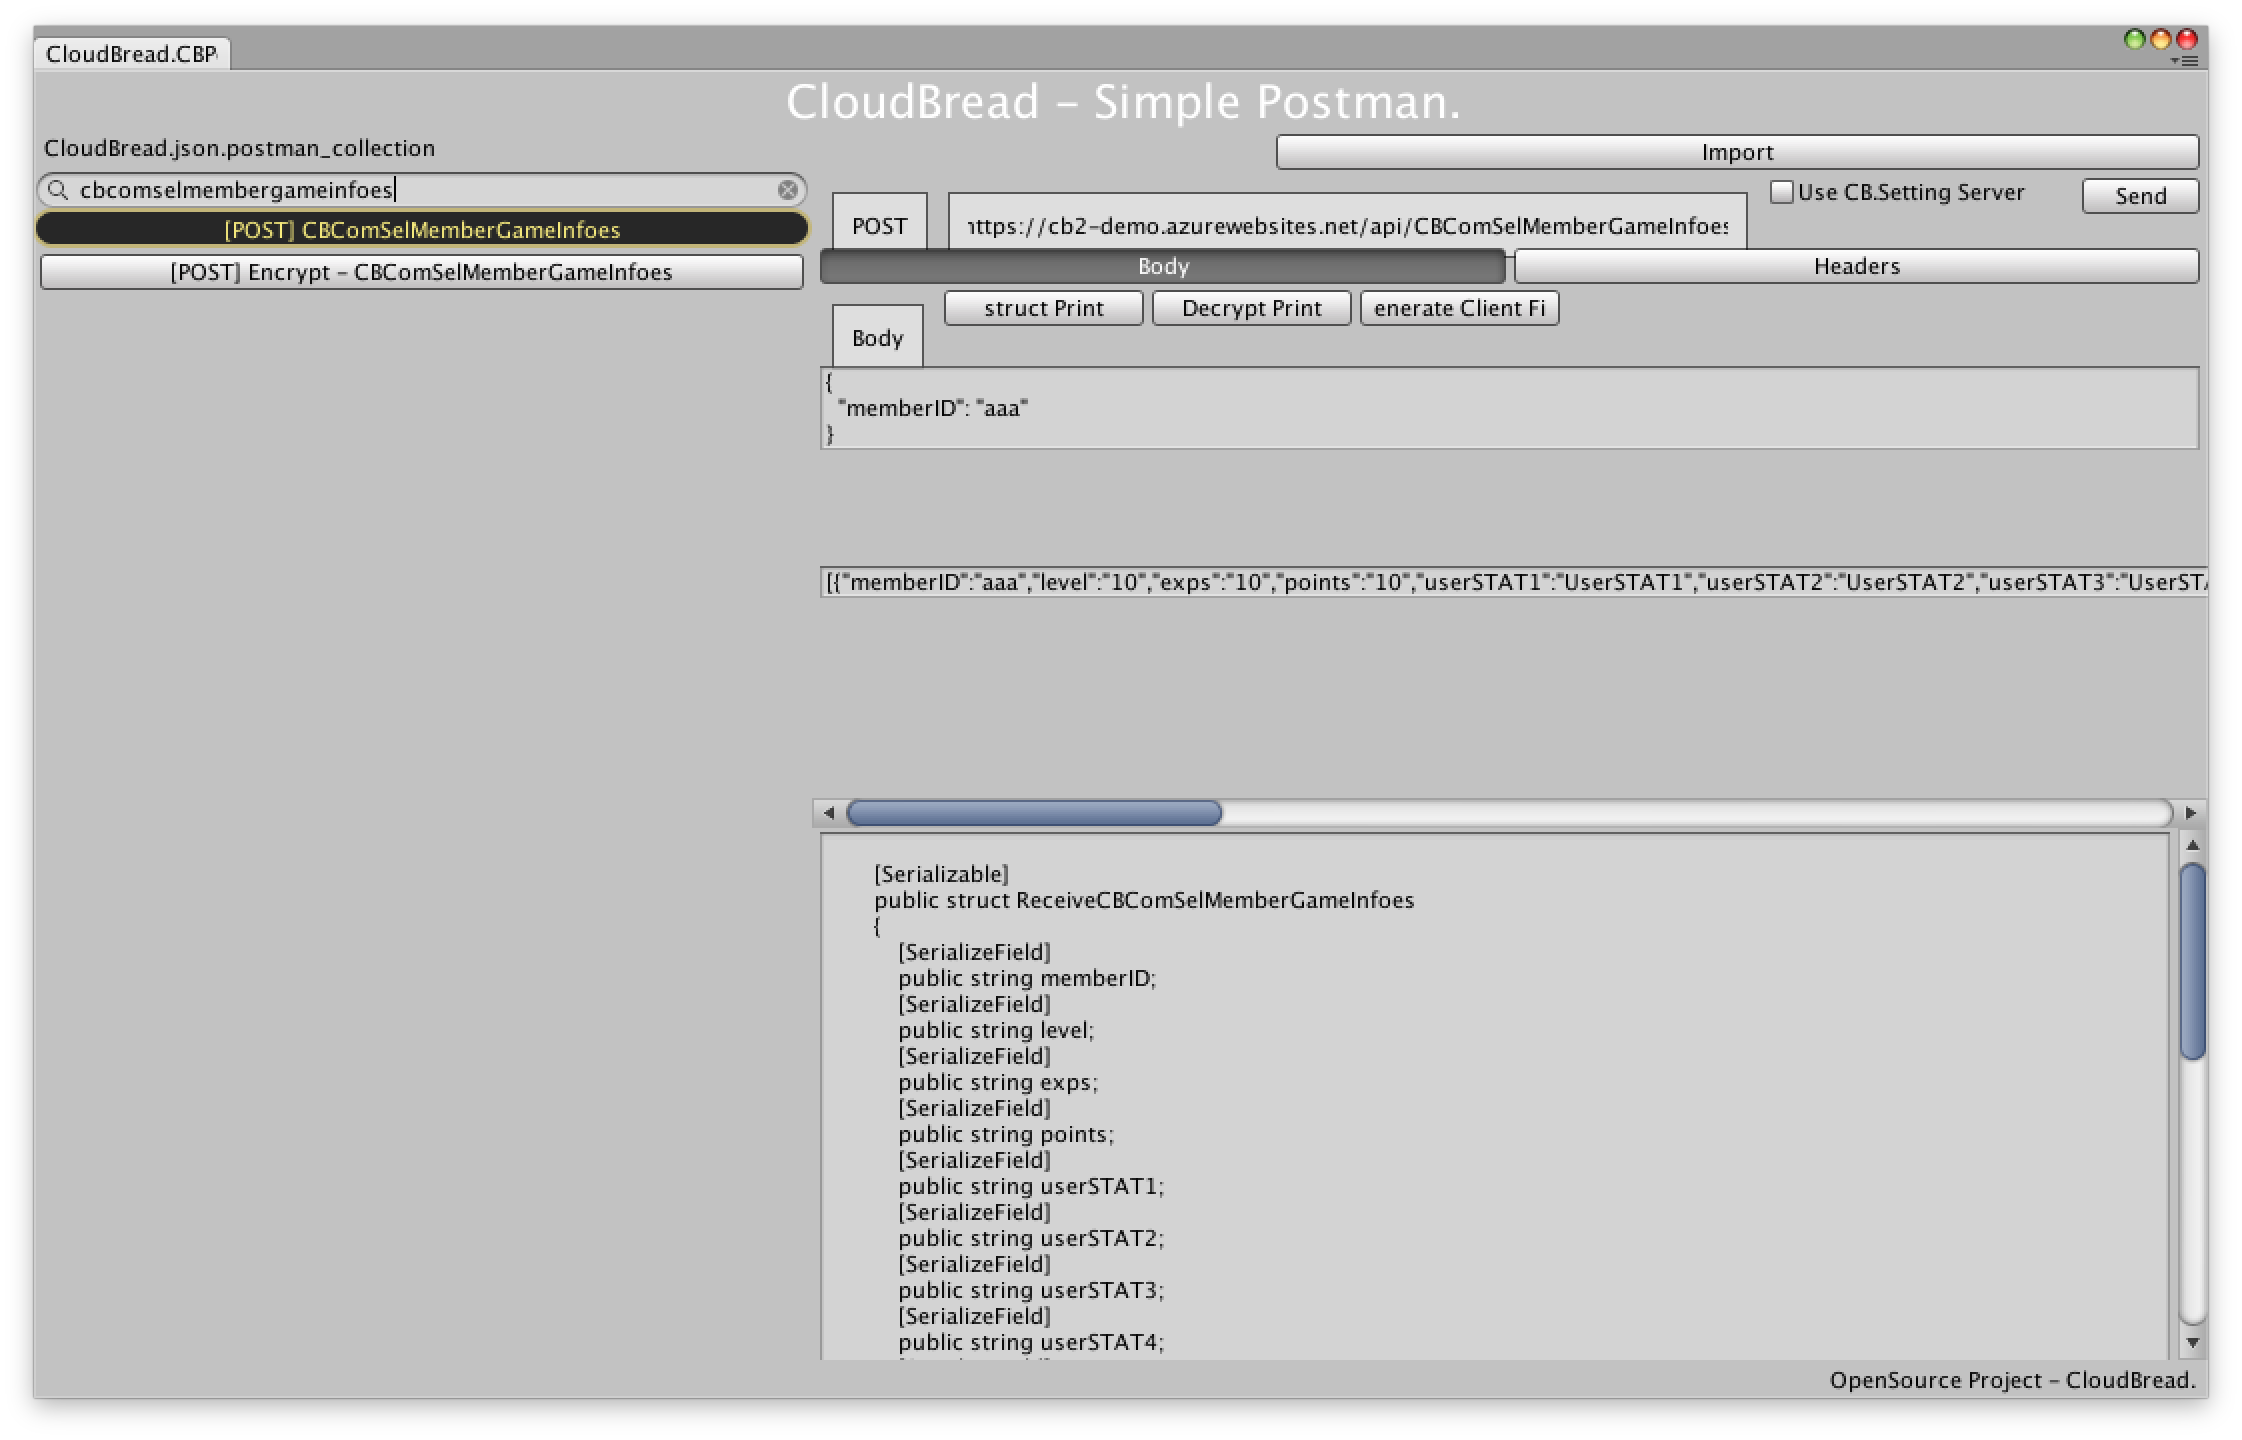 CloudBread.CBP
CloudBread - Simple Postman.
CloudBread.json.postman_collection
Import
cbcomselmembergameinfoes
Use CB.Setting Server
Send
[POST] CBComSelMemberGameInfoes
POST
https://cb2-demo.azurewebsites.net/api/CBComSelMemberGameInfoes
[POST] Encrypt - CBComSelMemberGameInfoes
Body
Headers
struct Print
Decrypt Print
enerate Client Fi
Body
{
"memberID": "aaa"
}
[{"memberID":"aaa","level":"10","exps":"10","points":"10","userSTAT1":"UserSTAT1","userSTAT2":"UserSTAT2","userSTAT3":"UserSTA
[Serializable]
public struct ReceiveCBComSelMemberGameInfoes
{
[SerializeField]
public string memberID;
[SerializeField]
public string level;
[SerializeField]
public string exps;
[SerializeField]
public string points;
[SerializeField]
public string userSTAT1;
[SerializeField]
public string userSTAT2;
[SerializeField]
public string userSTAT3;
[SerializeField]
public string userSTAT4;
OpenSource Project - CloudBread.